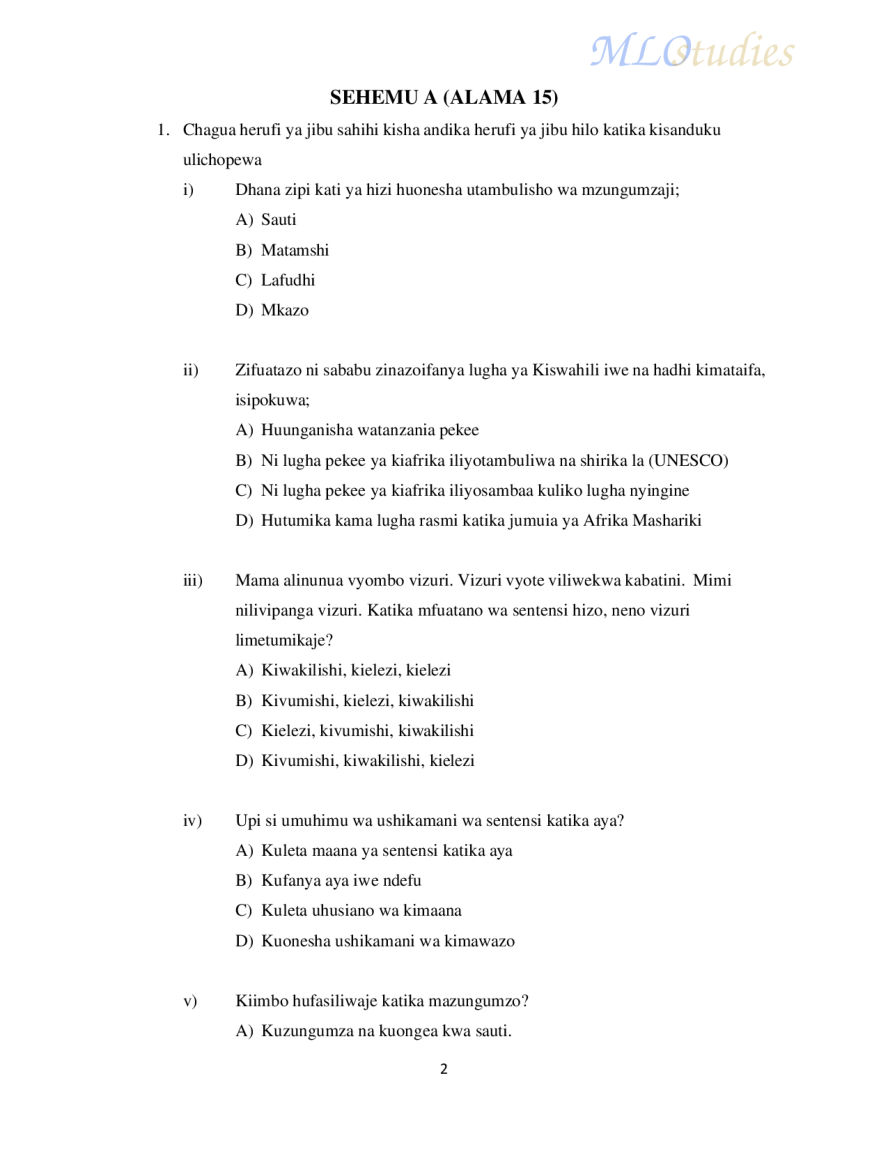 MLOstudies
SEHEMU A (ALAMA 15)
1. Chagua herufi ya jibu sahihi kisha andika herufi ya jibu hilo katika kisanduku
ulichopewa
i) Dhana zipi kati ya hizi huonesha utambulisho wa mzungumzaji;
A) Sauti
B) Matamshi
C) Lafudhi
D) Mkazo
ii) Zifuatazo ni sababu zinazoifanya lugha ya Kiswahili iwe na hadhi kimataifa,
isipokuwa;
A) Huunganisha watanzania pekee
B) Ni lugha pekee ya kiafrika iliyotambuliwa na shirika la (UNESCO)
C) Ni lugha pekee ya kiafrika iliyosambaa kuliko lugha nyingine
D) Hutumika kama lugha rasmi katika jumuia ya Afrika Mashariki
iii) Mama alinunua vyombo vizuri. Vizuri vyote viliwekwa kabatini. Mimi
nilivipanga vizuri. Katika mfuatano wa sentensi hizo, neno vizuri
limetumikaje?
A) Kiwakilishi, kielezi, kielezi
B) Kivumishi, kielezi, kiwakilishi
C) Kielezi, kivumishi, kiwakilishi
D) Kivumishi, kiwakilishi, kielezi
iv) Upi si umuhimu wa ushikamani wa sentensi katika aya?
A) Kuleta maana ya sentensi katika aya
B) Kufanya aya iwe ndefu
C) Kuleta uhusiano wa kimaana
D) Kuonesha ushikamani wa kimawazo
v) Kiimbo hufasiliwaje katika mazungumzo?
A) Kuzungumza na kuongea kwa sauti.
2